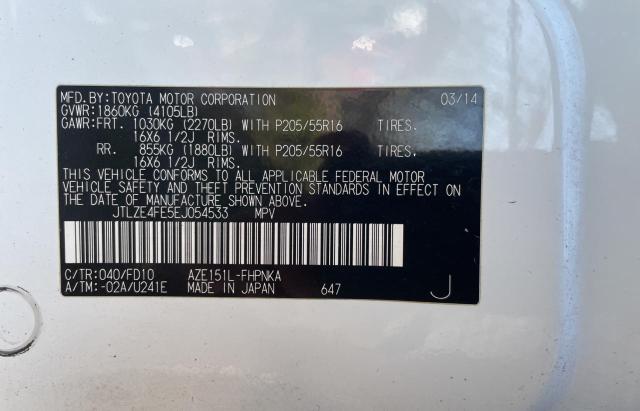 MFD.BY:TOYOTA MOTOR CORPORATION 03/14
GVWR:1860KG (4105LB)
GAWR:FRT. 1030KG (2270LB) WITH P205/55R16 TIRES,
16X6 1/2J RIMS.
RR. 855KG (1880LB) WITH P205/55R16 TIRES,
16X6 1/2J RIMS.
THIS VEHICLE CONFORMS TO ALL APPLICABLE FEDERAL MOTOR
VEHICLE SAFETY AND THEFT PREVENTION STANDARDS IN EFFECT ON
THE DATE OF MANUFACTURE SHOWN ABOVE.
JTLZE4FE5EJ054533 MPV
C/TR:040/FD10 AZE151L-FHPNKA
A/TM:-02A/U241E MADE IN JAPAN 647 J